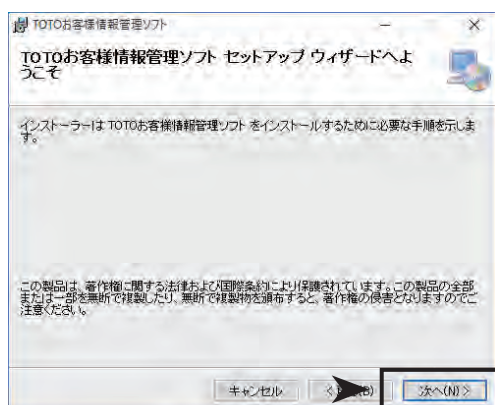 TOTOお客様情報管理ソフト
TOTOお客様情報管理ソフト セットアップ ウィザードへよ
うこそ
インストーラーは TOTOお客様情報管理ソフト をインストールするために必要な手順を示しま
す。
この製品は、著作権に関する法律および国際条約により保護されています。この製品の全部
または一部を無断で複製したり、無断で複製物を頒布すると、著作権の侵害となりますのでご
注意ください。
キャンセル
(B)
次へ(N) >